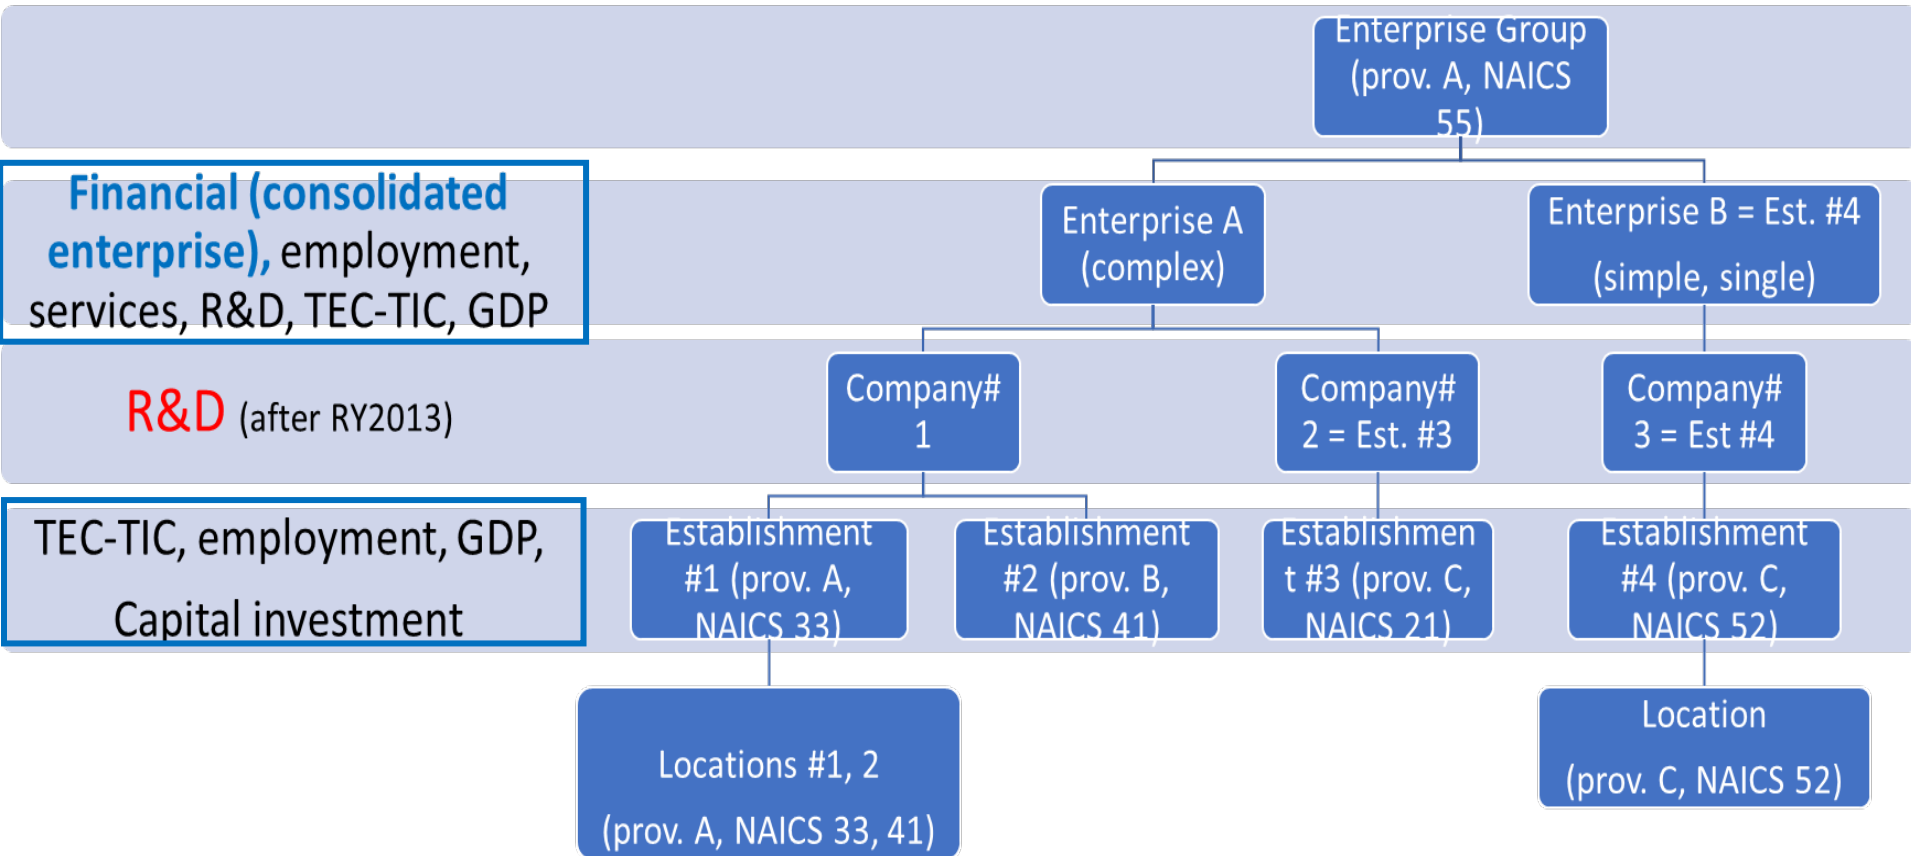 Enterprise Group
(prov. A, NAICS
55)
Financial (consolidated
enterprise), employment,
services, R&D, TEC-TIC, GDP
Enterprise A
(complex)
Enterprise B = Est. #4
(simple, single)
R&D (after RY2013)
Company#
1
Company#
2 = Est. #3
Company#
3 = Est #4
TEC-TIC, employment, GDP,
Capital investment
Establishment
#1 (prov. A,
NAICS 33)
Establishment
#2 (prov. B,
NAICS 41)
Establishmen
t #3 (prov. C,
NAICS 21)
Establishment
#4 (prov. C,
NAICS 52)
Locations #1, 2
(prov. A, NAICS 33, 41)
Location
(prov. C, NAICS 52)